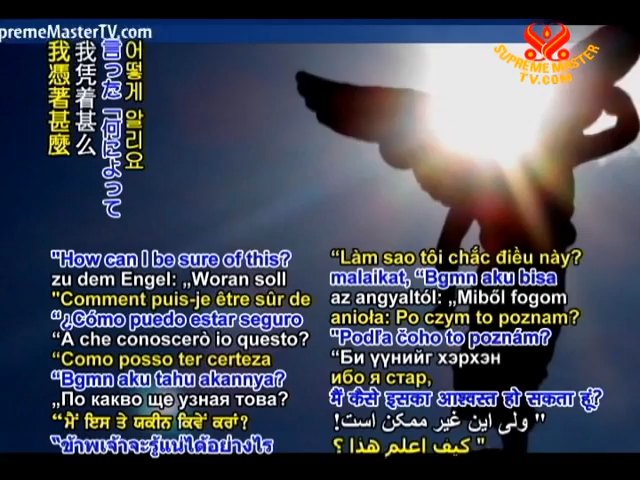 premeMasterTV.com
SUPREME MASTER
TV.COM
어떻게 알리요
言った「何によって
我凭着甚么
我憑著甚麼
"How can I be sure of this?
zu dem Engel: „Woran soll
"Comment puis-je être sûr de
“¿Cómo puedo estar seguro
“A che conoscerò io questo?
“Como posso ter certeza
“Bgmn aku tahu akannya?
„По какво ще узная това?
“ਮੈਂ ਇਸ ਤੇ ਯਕੀਨ ਕਿਵੇਂ ਕਰਾਂ?
“ข้าพเจ้าจะรู้แน่ได้อย่างไร
“Làm sao tôi chắc điều này?
malaikat, “Bgmn aku bisa
az angyaltól: „Miből fogom
anioła: Po czym to poznam?
"Podľa čoho to poznám?
“Би үүнийг хэрхэн
ибо я стар,
मैं कैसे इसका आश्वस्त हो सकता हूं?
" ولی این غیر ممکن است!
" كيف اعلم هذا ؟